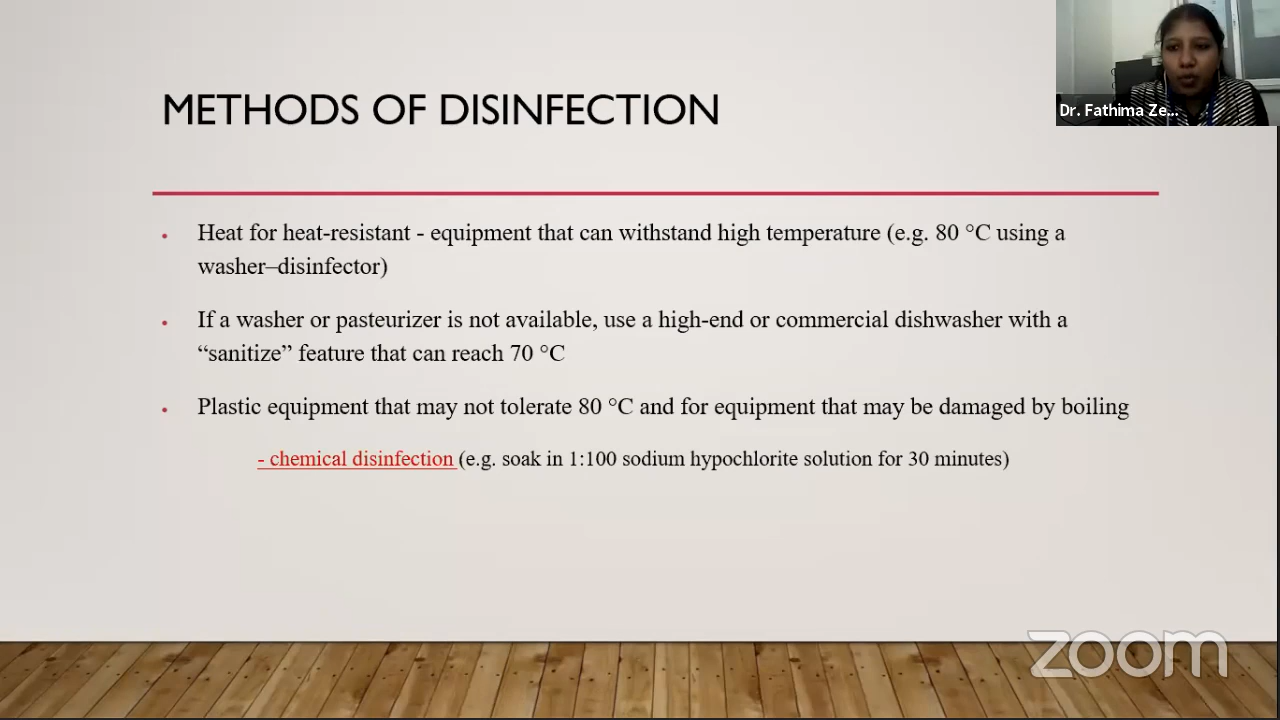 METHODS OF DISINFECTION
Dr. Fathima Ze...
• Heat for heat-resistant - equipment that can withstand high temperature (e.g. 80 °C using a
washer–disinfector)
• If a washer or pasteurizer is not available, use a high-end or commercial dishwasher with a
“sanitize” feature that can reach 70 °C
• Plastic equipment that may not tolerate 80 °C and for equipment that may be damaged by boiling
- chemical disinfection (e.g. soak in 1:100 sodium hypochlorite solution for 30 minutes)
zoom